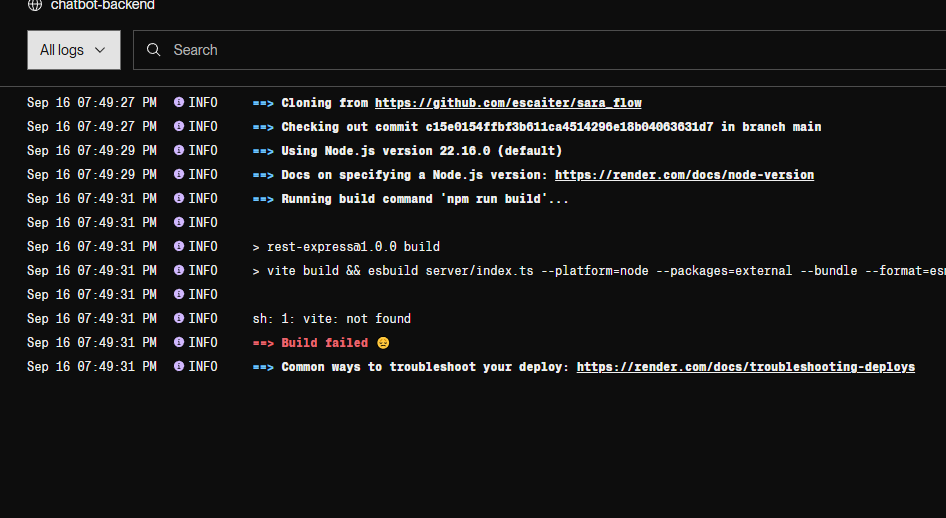 chatbot-backend
All logs
Search
Sep 16 07:49:27 PM INFO ==> Cloning from https://github.com/escaiter/sara_flow
Sep 16 07:49:27 PM INFO ==> Checking out commit c15e0154ffbf3b611ca4514296e18b04063631d7 in branch main
Sep 16 07:49:29 PM INFO ==> Using Node.js version 22.16.0 (default)
Sep 16 07:49:29 PM INFO ==> Docs on specifying a Node.js version: https://render.com/docs/node-version
Sep 16 07:49:31 PM INFO ==> Running build command 'npm run build'...
Sep 16 07:49:31 PM INFO
Sep 16 07:49:31 PM INFO > rest-express@1.0.0 build
Sep 16 07:49:31 PM INFO > vite build && esbuild server/index.ts --platform=node --packages=external --bundle --format=esm
Sep 16 07:49:31 PM INFO
Sep 16 07:49:31 PM INFO sh: 1: vite: not found
Sep 16 07:49:31 PM INFO ==> Build failed 😞
Sep 16 07:49:31 PM INFO ==> Common ways to troubleshoot your deploy: https://render.com/docs/troubleshooting-deploys